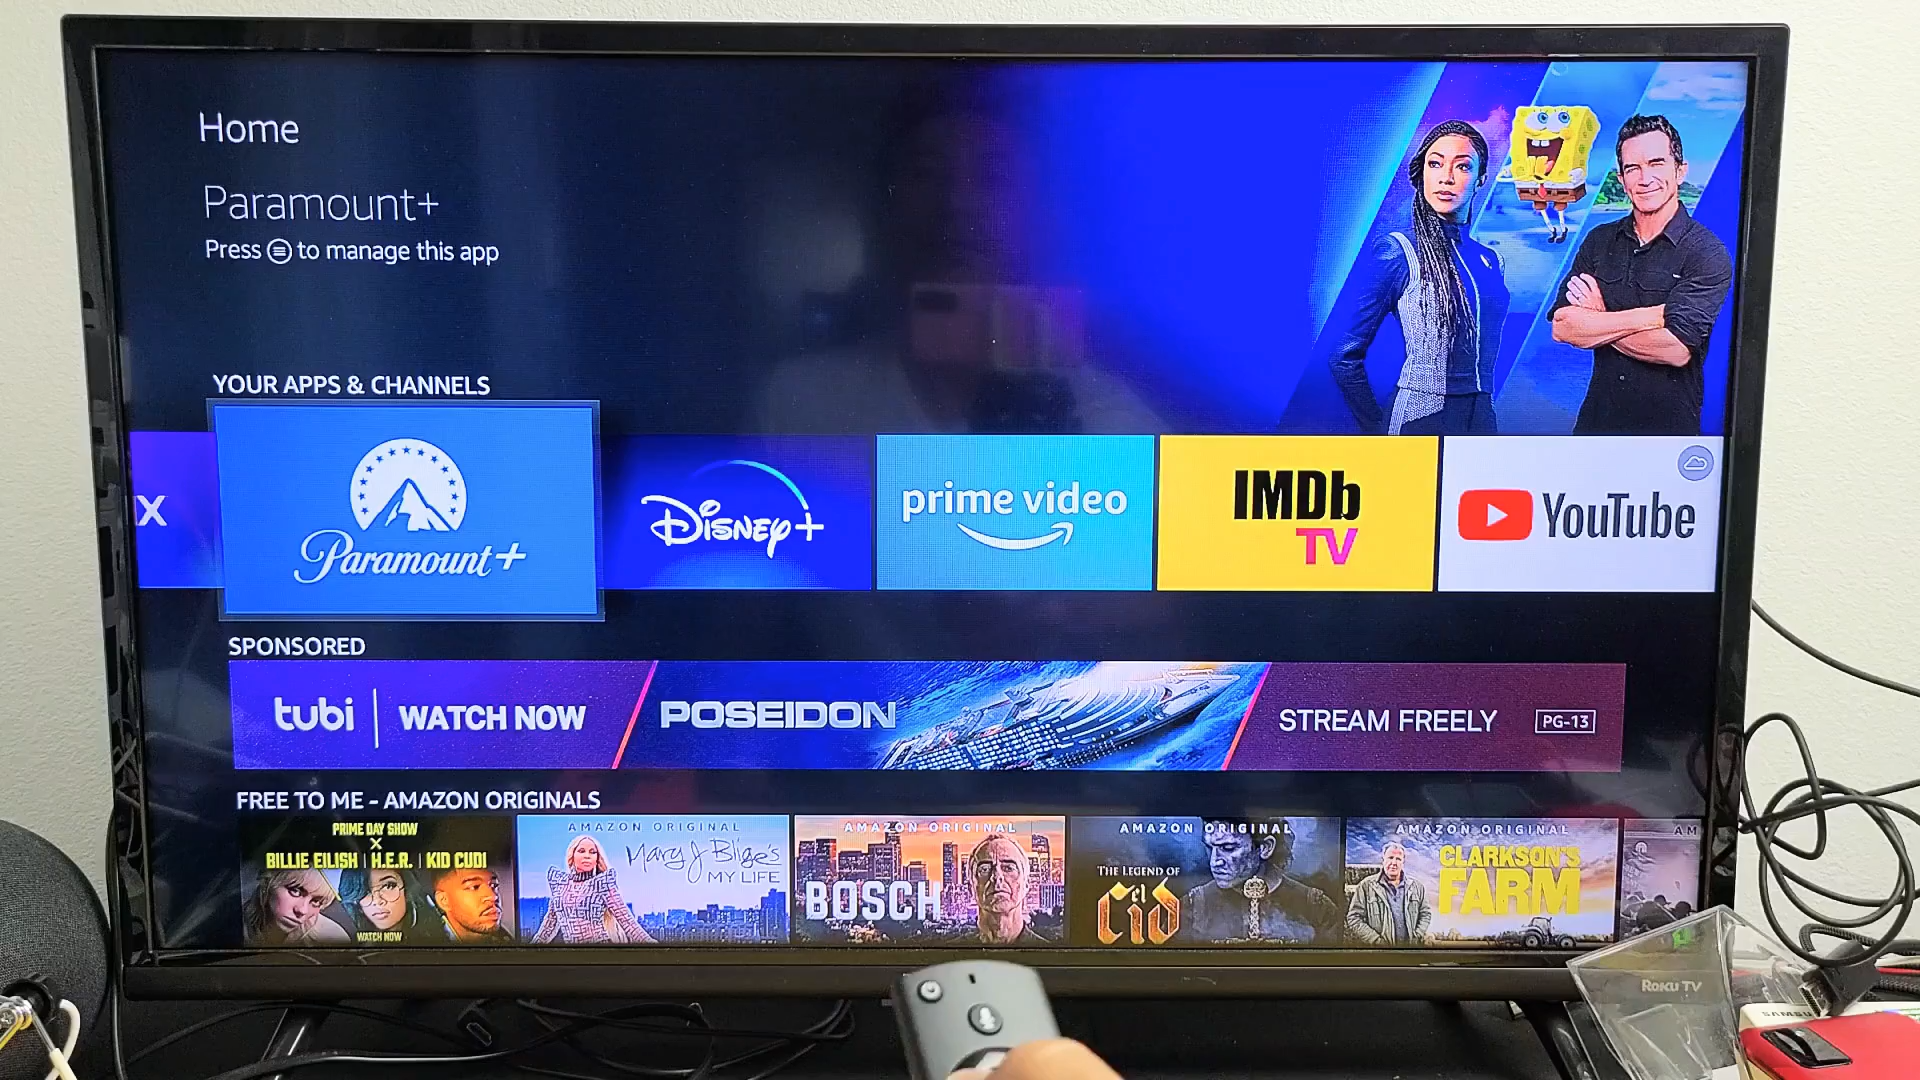 Home
Paramount+
Press to manage this app
YOUR APPS & CHANNELS
X
Paramount+
Disney+
prime video
IMDb
TV
YouTube
SPONSORED
tubi | WATCH NOW
POSEIDON
STREAM FREELY PG-13
FREE TO ME - AMAZON ORIGINALS
PRIME DAY SHOW
X
BILLIE EILISH | H.E.R. | KID CUDI
WATCH NOW
AMAZON ORIGINAL
Mary J Blige's
MY LIFE
AMAZON ORIGINAL
BOSCH
AMAZON ORIGINAL
THE LEGEND OF
el
Cid
AMAZON ORIGINAL
CLARKSON'S
FARM
AM
ROKU TV
SAMSU